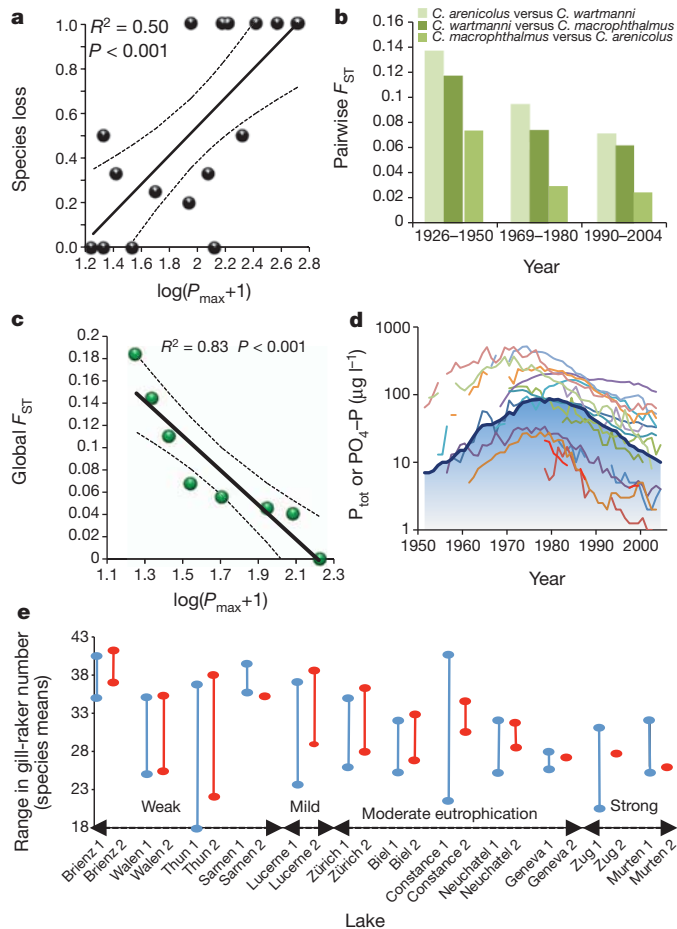 a
R² = 0.50
P < 0.001
Species loss
1.0
0.8
0.6
0.4
0.2
0.0
1.2 1.4 1.6 1.8 2 2.2 2.4 2.6 2.8
log(Pmax+1)
b
C. arenicolus versus C. wartmanni
C. wartmanni versus C. macrophthalmus
C. macrophthalmus versus C. arenicolus
Pairwise FST
0.16
0.14
0.12
0.1
0.08
0.06
0.04
0.02
0
1926–1950 1969–1980 1990–2004
Year
c
R² = 0.83 P < 0.001
Global FST
0.2
0.18
0.16
0.14
0.12
0.1
0.08
0.06
0.04
0.02
0
1.1 1.3 1.5 1.7 1.9 2.1 2.3
log(Pmax+1)
d
Ptot or PO4–P (µg l⁻¹)
1000
100
10
1
1950 1960 1970 1980 1990 2000
Year
e
Range in gill-raker number
(species means)
43
38
33
28
23
18
Weak Mild Moderate eutrophication Strong
Brienz 1 Brienz 2 Walen 1 Walen 2 Thun 1 Thun 2 Sarnen 1 Sarnen 2 Lucerne 1 Lucerne 2 Zürich 1 Zürich 2 Biel 1 Biel 2 Constance 1 Constance 2 Neuchatel 1 Neuchatel 2 Geneva 1 Geneva 2 Zug 1 Zug 2 Murten 1 Murten 2
Lake